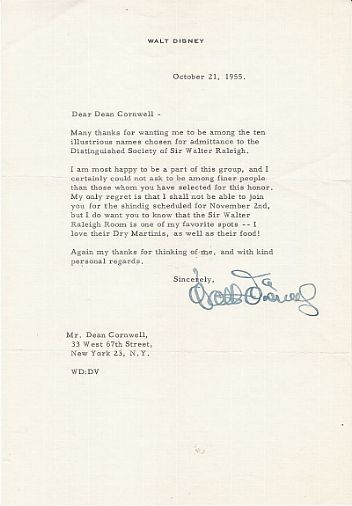 WALT DISNEY
October 21, 1955.
Dear Dean Cornwell -
Many thanks for wanting me to be among the ten
illustrious names chosen for admittance to the
Distinguished Society of Sir Walter Raleigh.
I am most happy to be a part of this group, and I
certainly could not ask to be among finer people
than those whom you have selected for this honor.
My only regret is that I shall not be able to join
you for the shindig scheduled for November 2nd,
but I do want you to know that the Sir Walter
Raleigh Room is one of my favorite spots -- I
love their Dry Martinis, as well as their food!
Again my thanks for thinking of me, and with kind
personal regards.
Sincerely,
Walt Disney
Mr. Dean Cornwell,
33 West 67th Street,
New York 23, N.Y.
WD:DV